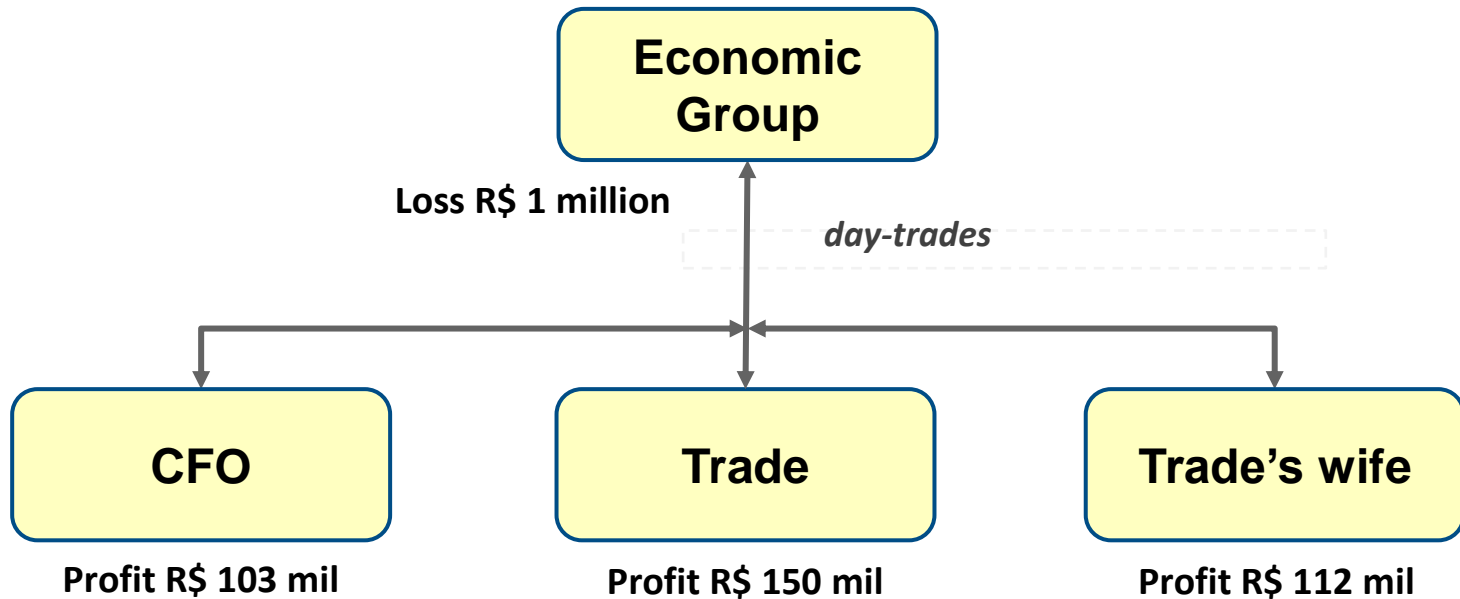 Economic
Group
Loss R$ 1 million
day-trades
CFO
Trade
Trade's wife
Profit R$ 103 mil
Profit R$ 150 mil
Profit R$ 112 mil